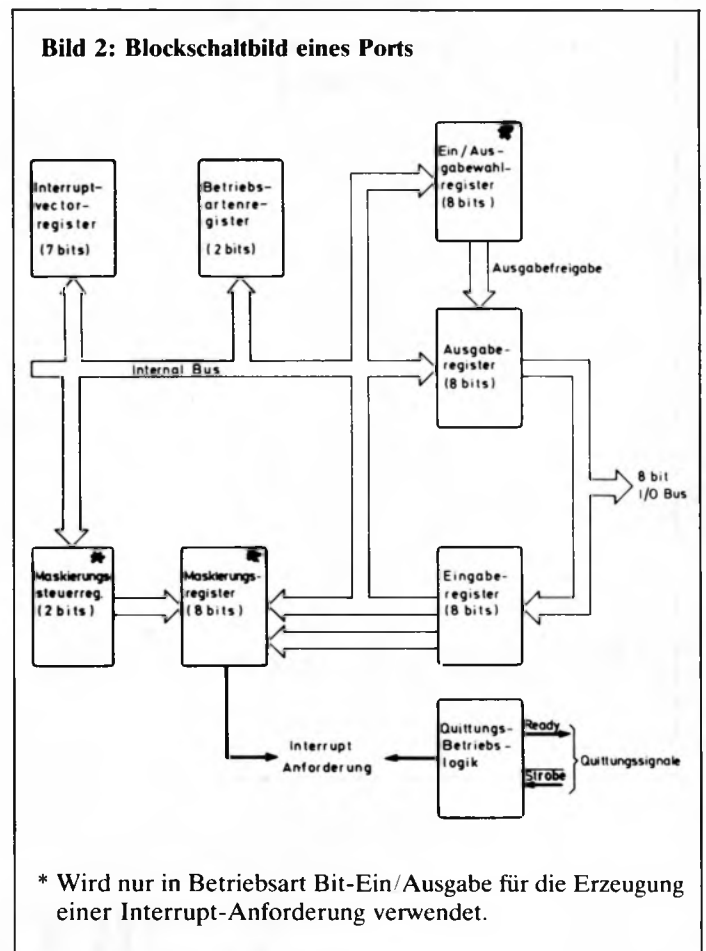 Bild 2: Blockschaltbild eines Ports
Interrupt-
vector-
register
(7 bits)
Betriebs-
artenre-
gister
(2 bits)
*
Ein/Aus-
gabewahl-
register
(8 bits)
Ausgabefreigabe
Internal Bus
Ausgabe-
register
(8 bits)
8 bit
I/O Bus
*
Maskierungs
steuerreg.
(2 bits)
*
Maskierungs-
register
(8 bits)
Eingabe-
register
(8 bits)
Interrupt
Anforderung
Quittungs-
Betriebs-
logik
Ready
Strobe
Quittungssignale
* Wird nur in Betriebsart Bit-Ein/Ausgabe für die Erzeugung
einer Interrupt-Anforderung verwendet.